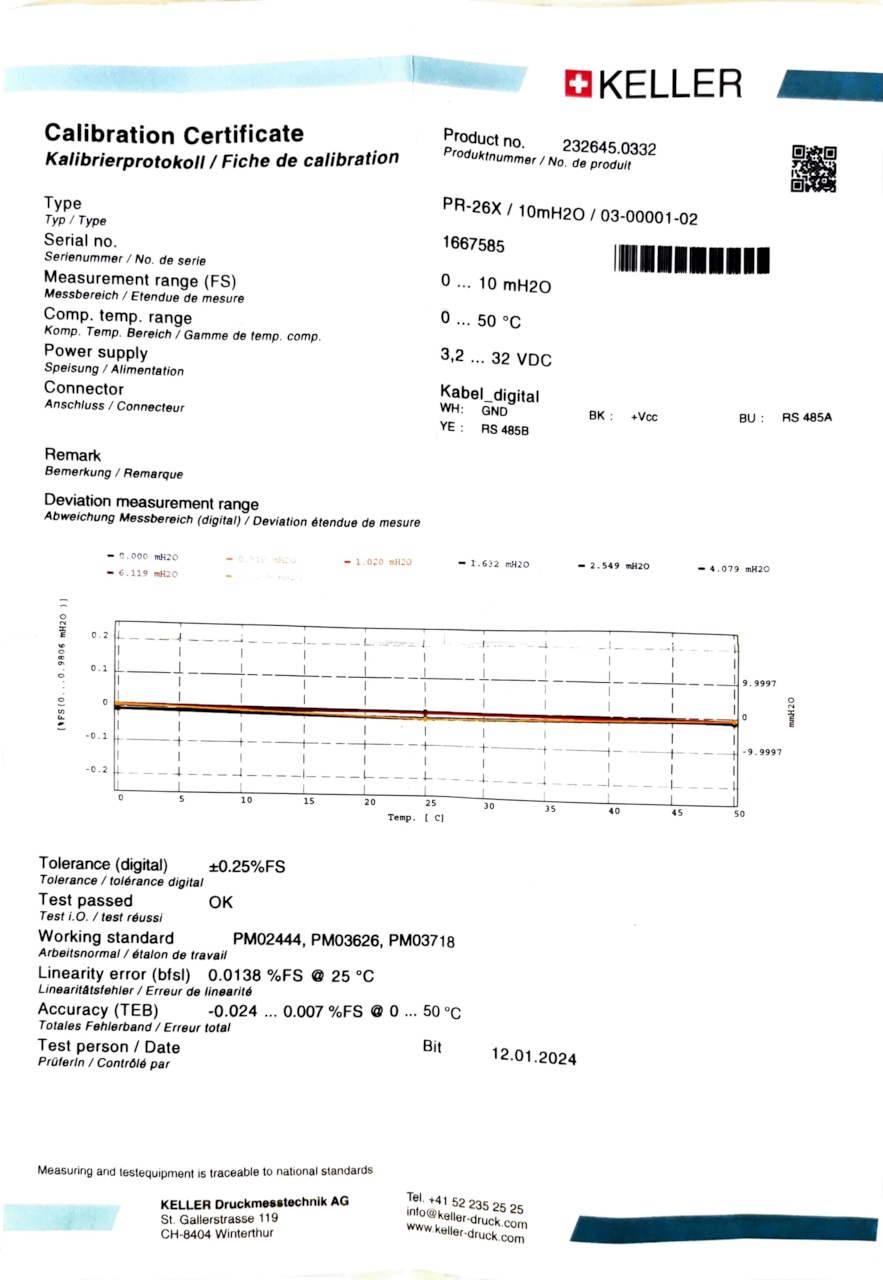 KELLER
Calibration Certificate
Kalibrierprotokoll / Fiche de calibration
Product no. 232645.0332
Produktnummer / No. de produit
Type PR-26X / 10mH2O / 03-00001-02
Typ / Type
Serial no. 1667585
Serienummer / No. de serie
Measurement range (FS) 0 ... 10 mH2O
Messbereich / Etendue de mesure
Comp. temp. range 0 ... 50 °C
Komp. Temp. Bereich / Gamme de temp. comp.
Power supply 3,2 ... 32 VDC
Speisung / Alimentation
Connector Kabel_digital
Anschluss / Connecteur
WH: GND BK : +Vcc BU : RS 485A
YE : RS 485B
Remark
Bemerkung / Remarque
Deviation measurement range
Abweichung Messbereich (digital) / Deviation étendue de mesure
0.000 mH2O 1.020 mH2O 1.632 mH2O 2.549 mH2O 4.079 mH2O
6.119 mH2O
[%FS(0...0.9806 mH2O )]
0.2
0.1 9.9997
0 0
-0.1 -9.9997
-0.2
mmH2O
0 5 10 15 20 25 30 35 40 45 50
Temp. [ C]
Tolerance (digital) ±0.25%FS
Tolerance / tolérance digital
Test passed OK
Test i.O. / test réussi
Working standard PM02444, PM03626, PM03718
Arbeitsnormal / étalon de travail
Linearity error (bfsl) 0.0138 %FS @ 25 °C
Linearitätsfehler / Erreur de linearité
Accuracy (TEB) -0.024 ... 0.007 %FS @ 0 ... 50 °C
Totales Fehlerband / Erreur total
Test person / Date Bit 12.01.2024
PrüferIn / Contrôlé par
Measuring and testequipment is traceable to national standards
KELLER Druckmesstechnik AG
St. Gallerstrasse 119
CH-8404 Winterthur
Tel. +41 52 235 25 25
info@keller-druck.com
www.keller-druck.com